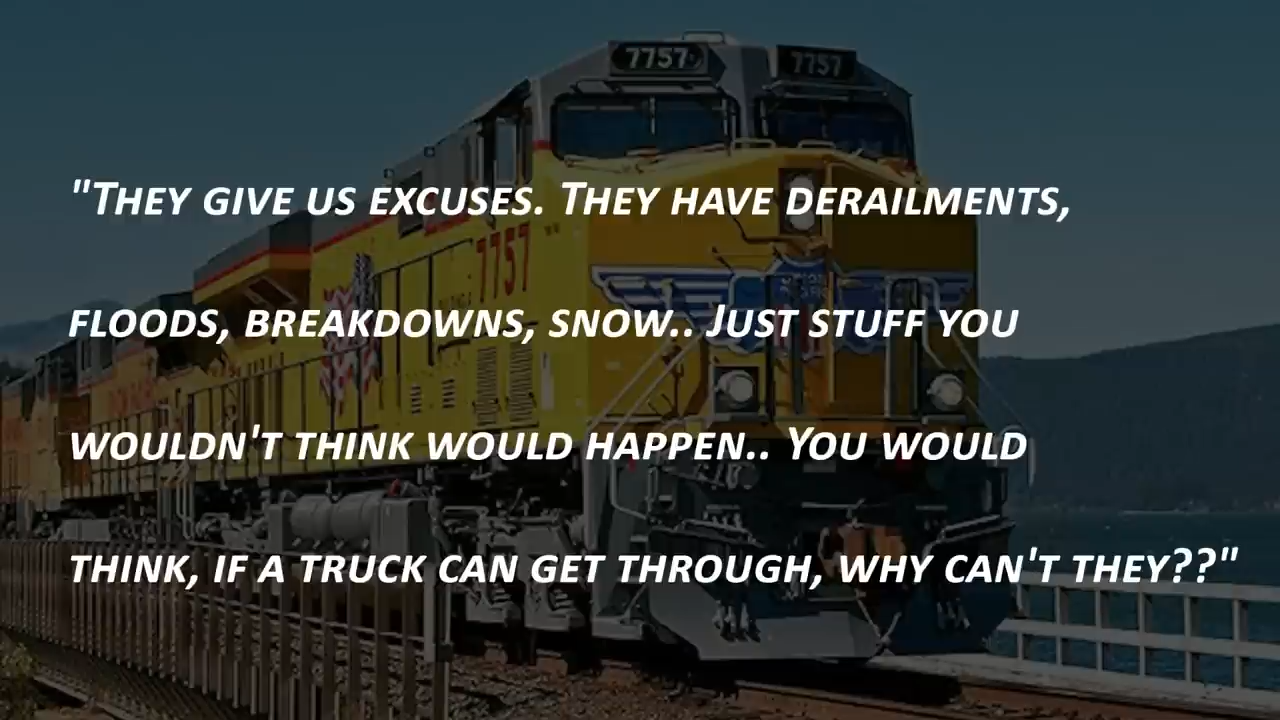 7757 7757
"They give us excuses. They have derailments,
floods, breakdowns, snow.. Just stuff you
wouldn't think would happen.. You would
think, if a truck can get through, why can't they??"
7757